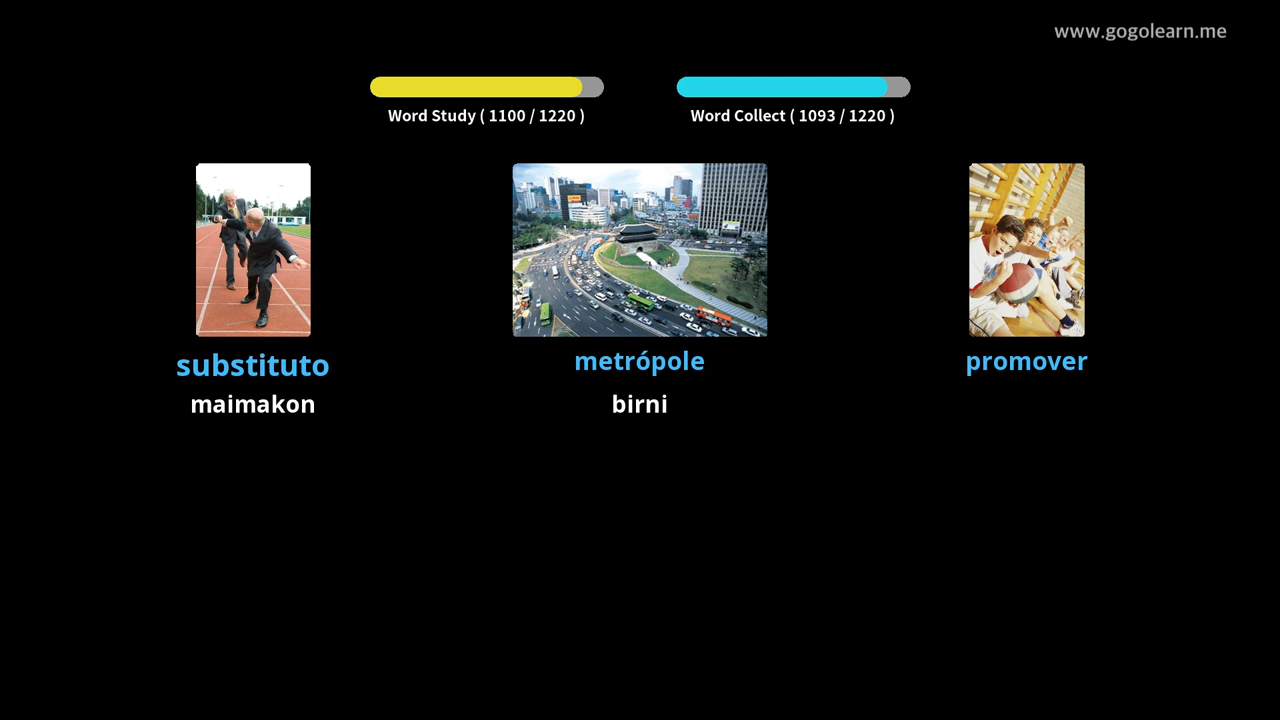 www.gogolearn.me
Word Study ( 1100 / 1220 )
Word Collect ( 1093 / 1220 )
substituto
metrópole
promover
maimakon
birni